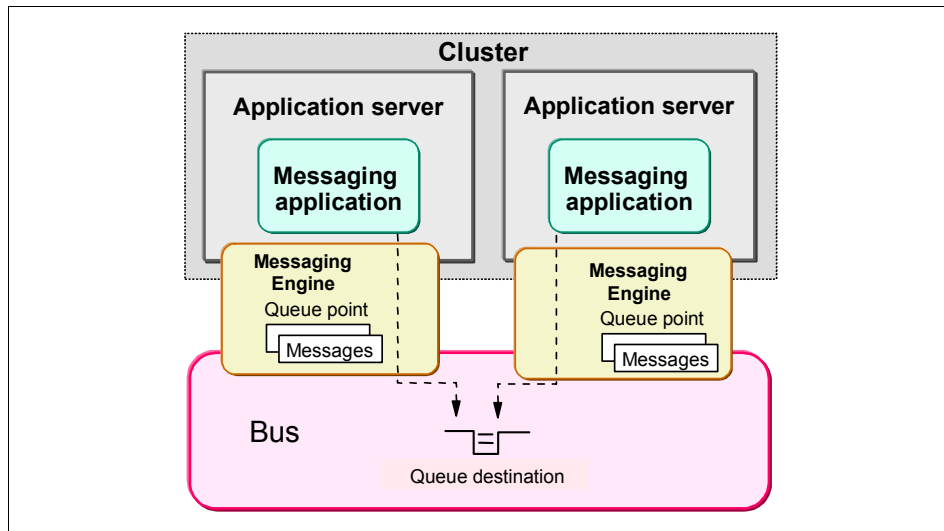 Cluster
Application server
Application server
Messaging
application
Messaging
application
Messaging
Engine
Queue point
Messages
Messaging
Engine
Queue point
Messages
Bus
Queue destination